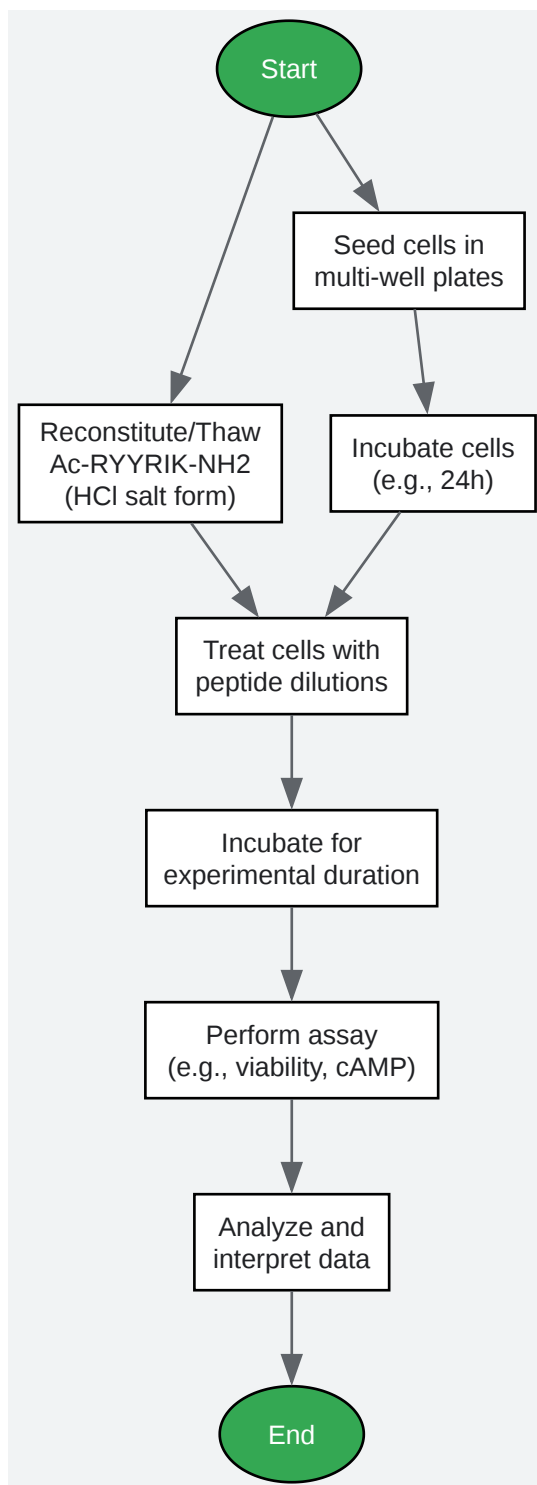 Start
Seed cells in
multi-well plates
Reconstitute/Thaw
Ac-RYYRIK-NH2
(HCl salt form)
Incubate cells
(e.g., 24h)
Treat cells with
peptide dilutions
Incubate for
experimental duration
Perform assay
(e.g., viability, cAMP)
Analyze and
interpret data
End